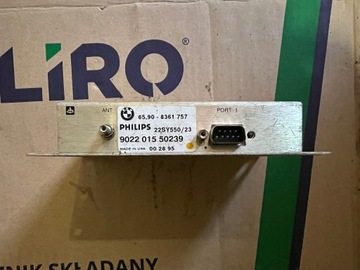 LIRO
ANT
PORT-1
BMW
65.90 - 8361 757
PHILIPS 22SY550/23
9022 015 50239
MADE IN
00 28 95
NIK SKŁADANY